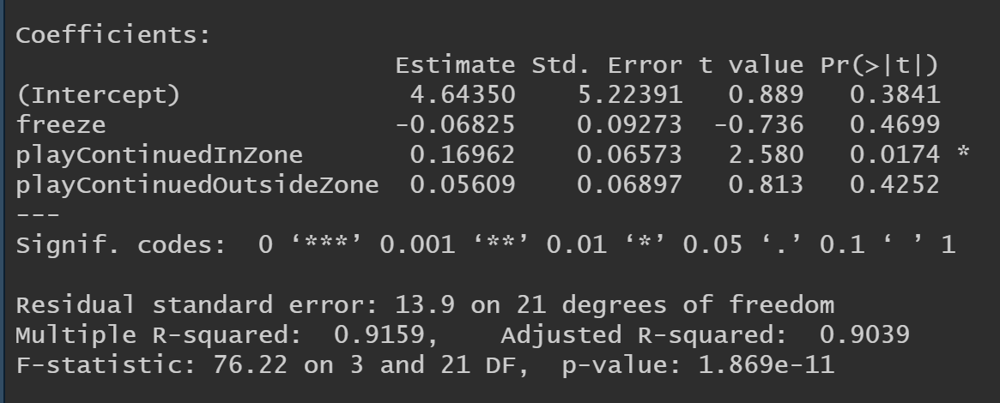 Coefficients:
Estimate Std. Error t value Pr(>|t|)
(Intercept) 4.64350 5.22391 0.889 0.3841
freeze -0.06825 0.09273 -0.736 0.4699
playContinuedInZone 0.16962 0.06573 2.580 0.0174 *
playContinuedOutsideZone 0.05609 0.06897 0.813 0.4252
---
Signif. codes: 0 ‘***’ 0.001 ‘**’ 0.01 ‘*’ 0.05 ‘.’ 0.1 ‘ ’ 1
Residual standard error: 13.9 on 21 degrees of freedom
Multiple R-squared: 0.9159, Adjusted R-squared: 0.9039
F-statistic: 76.22 on 3 and 21 DF, p-value: 1.869e-11